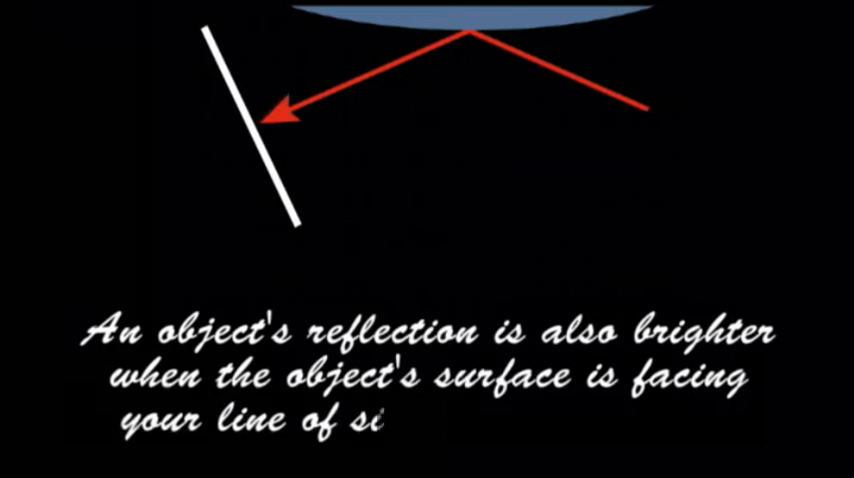 An object's reflection is also brighter
when the object's surface is facing
your line of si